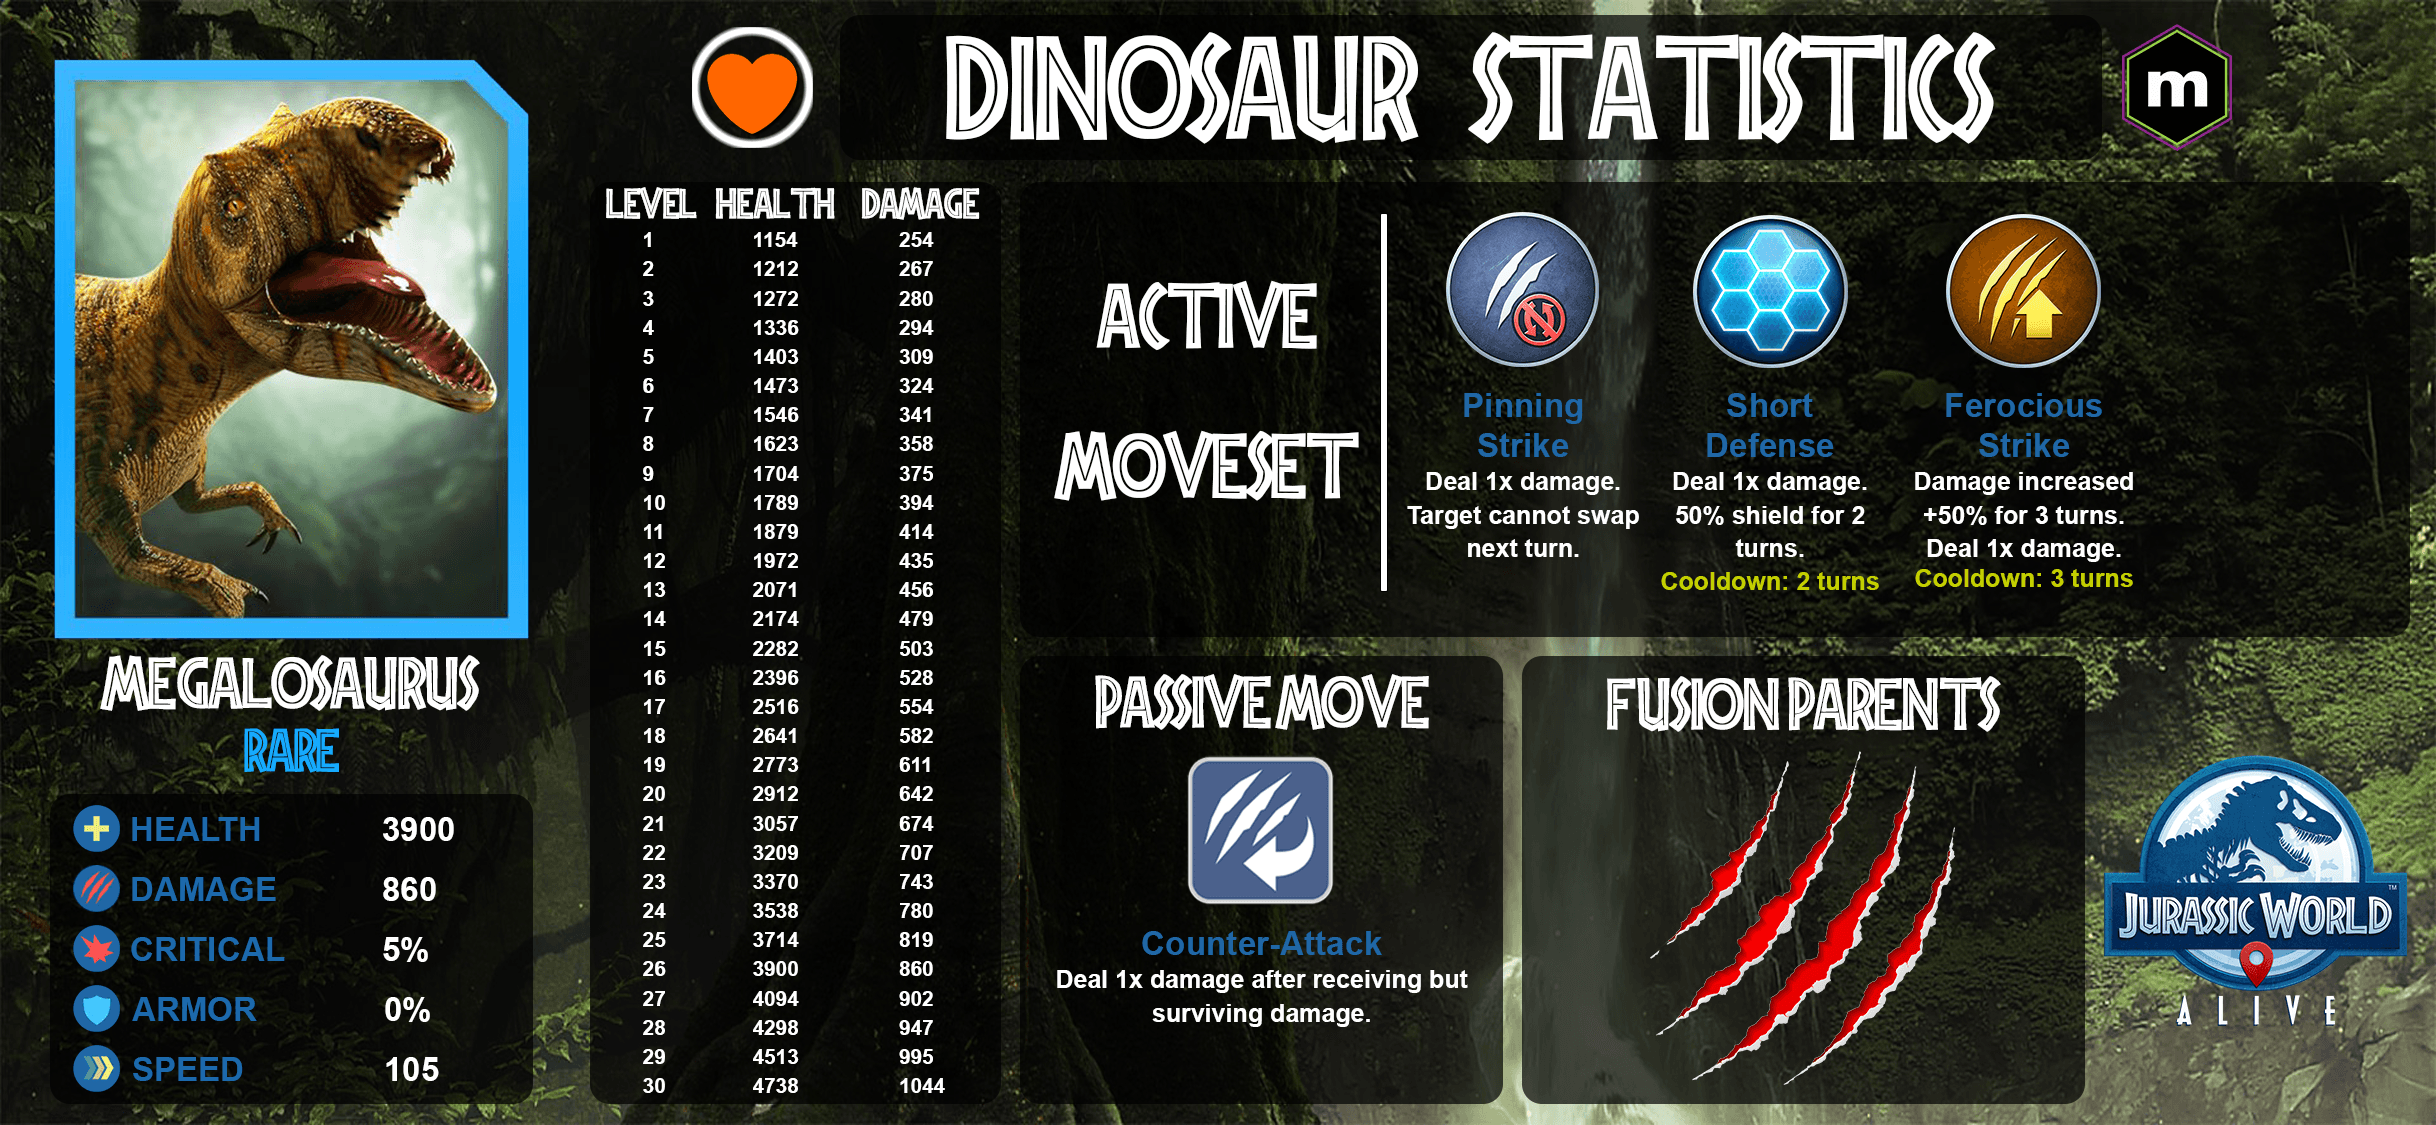 DINOSAUR STATISTICS
m
MEGALOSAURUS
RARE
HEALTH 3900
DAMAGE 860
CRITICAL 5%
ARMOR 0%
SPEED 105
LEVEL HEALTH DAMAGE
1 1154 254
2 1212 267
3 1272 280
4 1336 294
5 1403 309
6 1473 324
7 1546 341
8 1623 358
9 1704 375
10 1789 394
11 1879 414
12 1972 435
13 2071 456
14 2174 479
15 2282 503
16 2396 528
17 2516 554
18 2641 582
19 2773 611
20 2912 642
21 3057 674
22 3209 707
23 3370 743
24 3538 780
25 3714 819
26 3900 860
27 4094 902
28 4298 947
29 4513 995
30 4738 1044
ACTIVE
MOVESET
Pinning
Strike
Deal 1x damage.
Target cannot swap
next turn.
Short
Defense
Deal 1x damage.
50% shield for 2
turns.
Cooldown: 2 turns
Ferocious
Strike
Damage increased
+50% for 3 turns.
Deal 1x damage.
Cooldown: 3 turns
PASSIVE MOVE
Counter-Attack
Deal 1x damage after receiving but
surviving damage.
FUSION PARENTS
JURASSIC WORLD
™
ALIVE